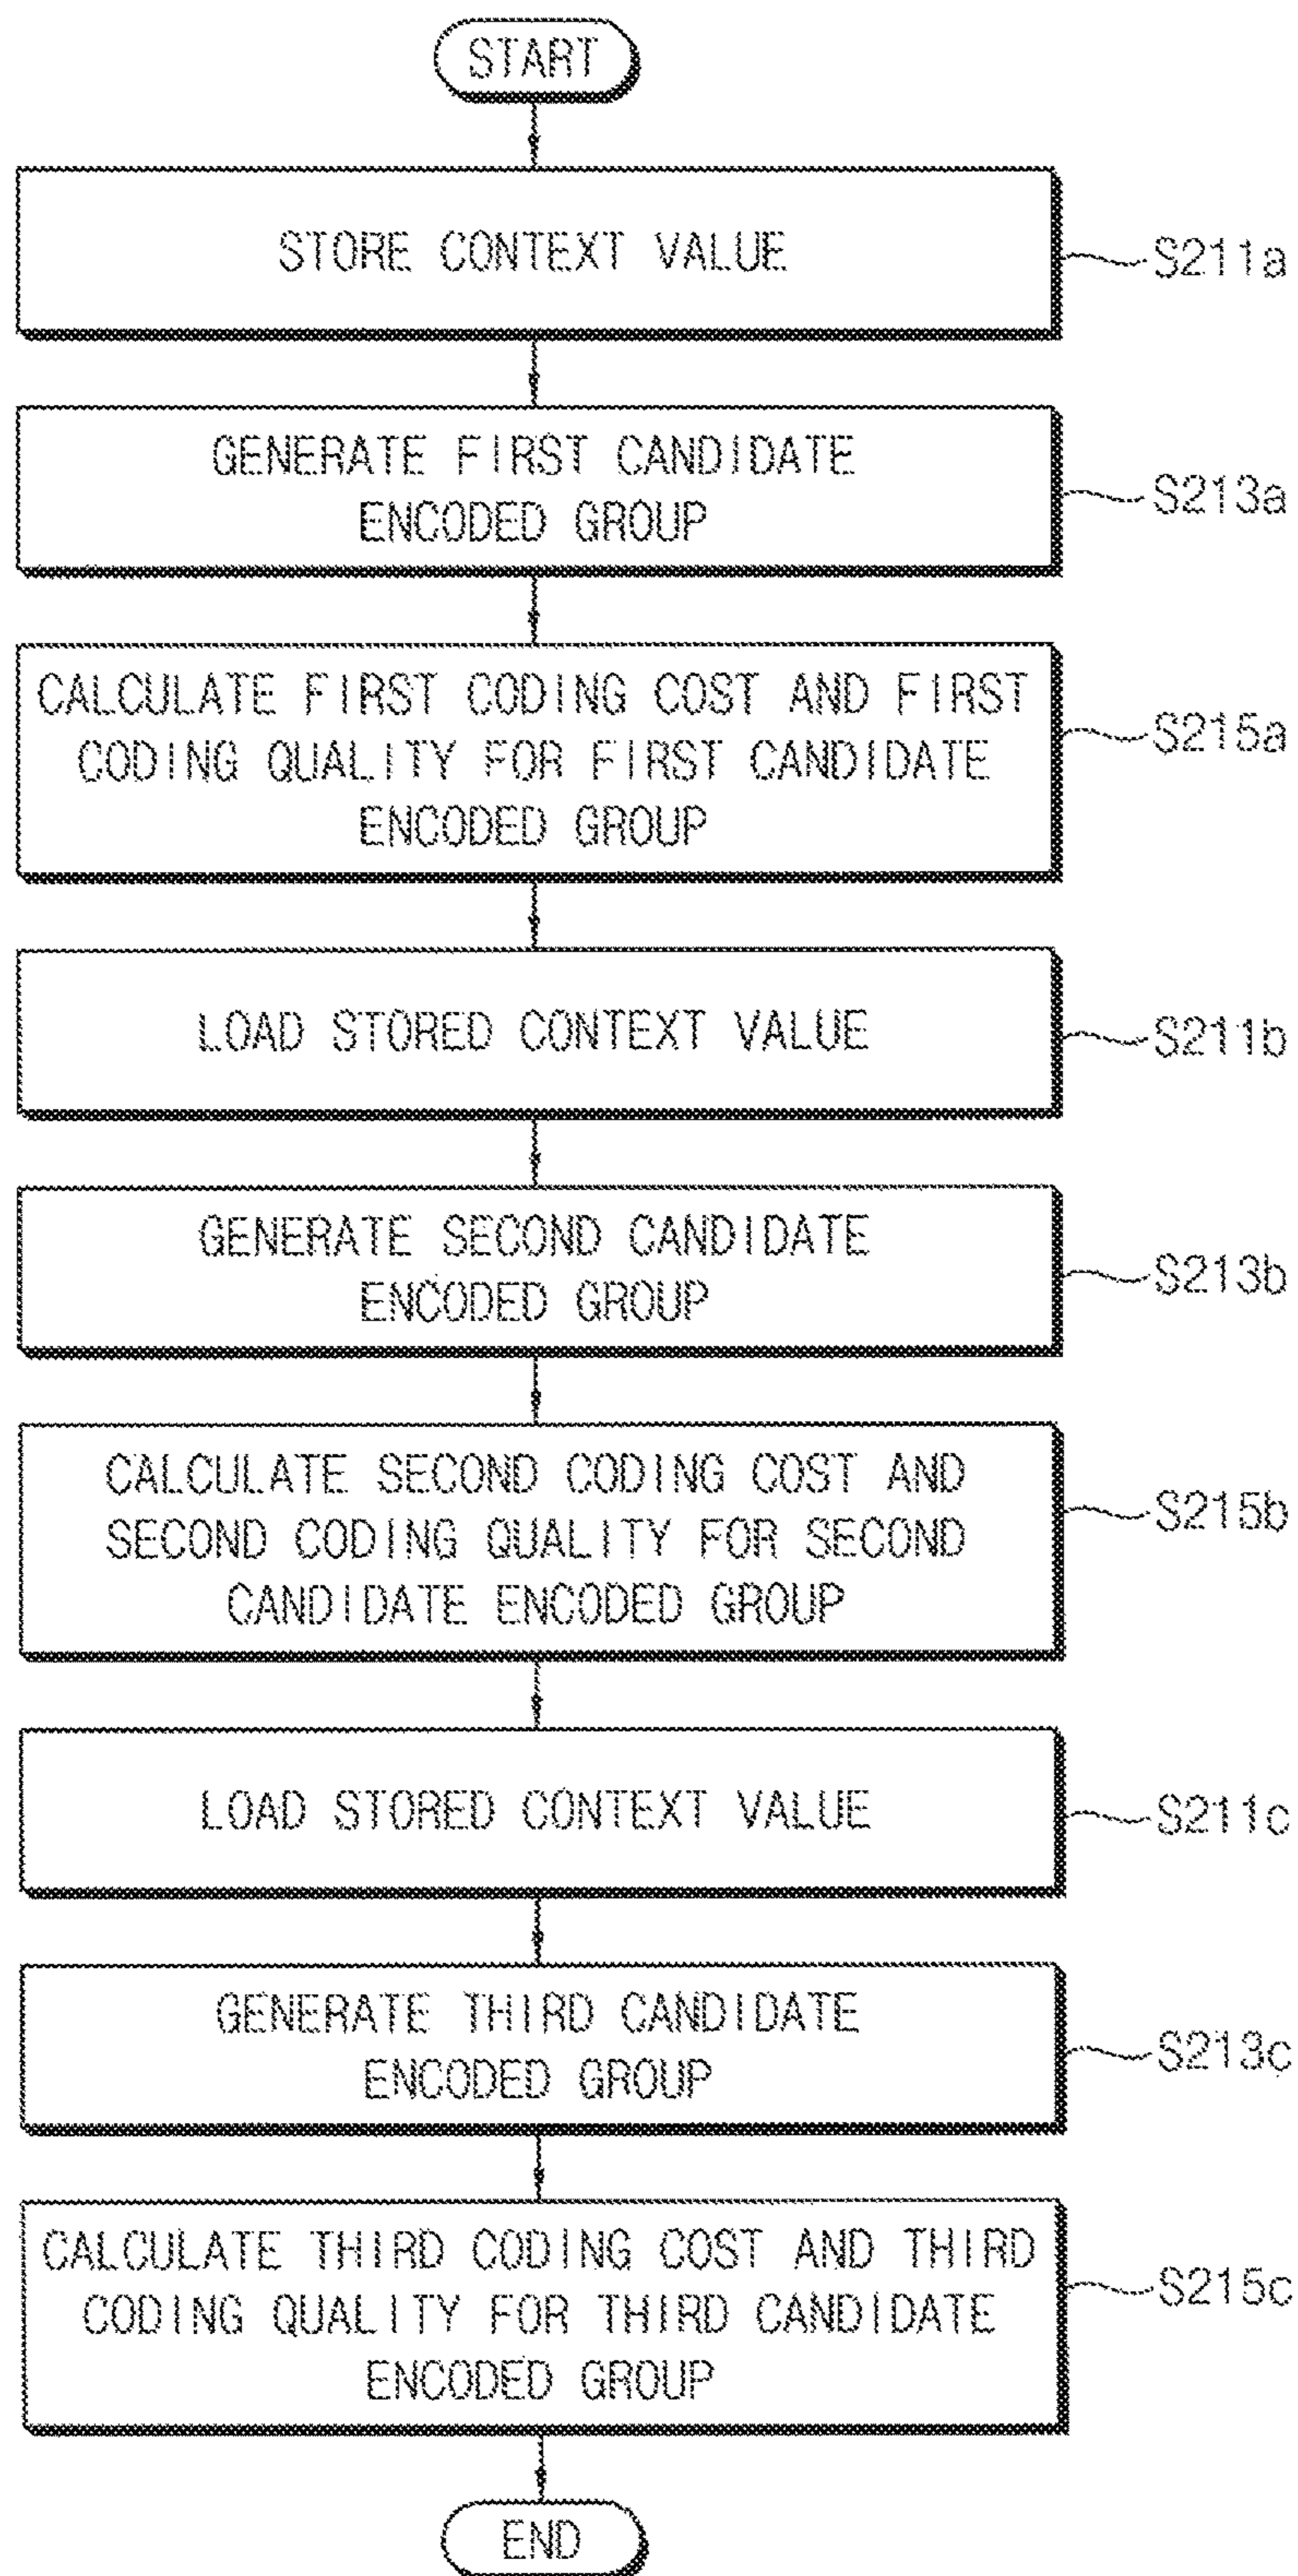 START
STORE CONTEXT VALUE
S211a
GENERATE FIRST CANDIDATE
ENCODED GROUP
S213a
CALCULATE FIRST CODING COST AND FIRST
CODING QUALITY FOR FIRST CANDIDATE
ENCODED GROUP
S215a
LOAD STORED CONTEXT VALUE
S211b
GENERATE SECOND CANDIDATE
ENCODED GROUP
S213b
CALCULATE SECOND CODING COST AND
SECOND CODING QUALITY FOR SECOND
CANDIDATE ENCODED GROUP
S215b
LOAD STORED CONTEXT VALUE
S211c
GENERATE THIRD CANDIDATE
ENCODED GROUP
S213c
CALCULATE THIRD CODING COST AND THIRD
CODING QUALITY FOR THIRD CANDIDATE
ENCODED GROUP
S215c
END